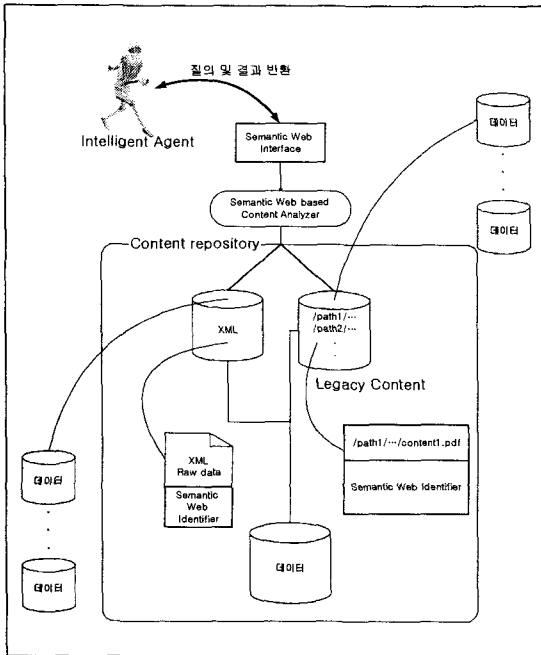 질의 및 결과 반환
Intelligent Agent
Semantic Web
Interface
데이터
데이터
Semantic Web based
Content Analyzer
Content repository
XML
/path1/···
/path2/···
Legacy Content
데이터
데이터
XML
Raw data
Semantic
Web
Identifier
/path1/···/content1.pdf
Semantic Web Identifier
데이터